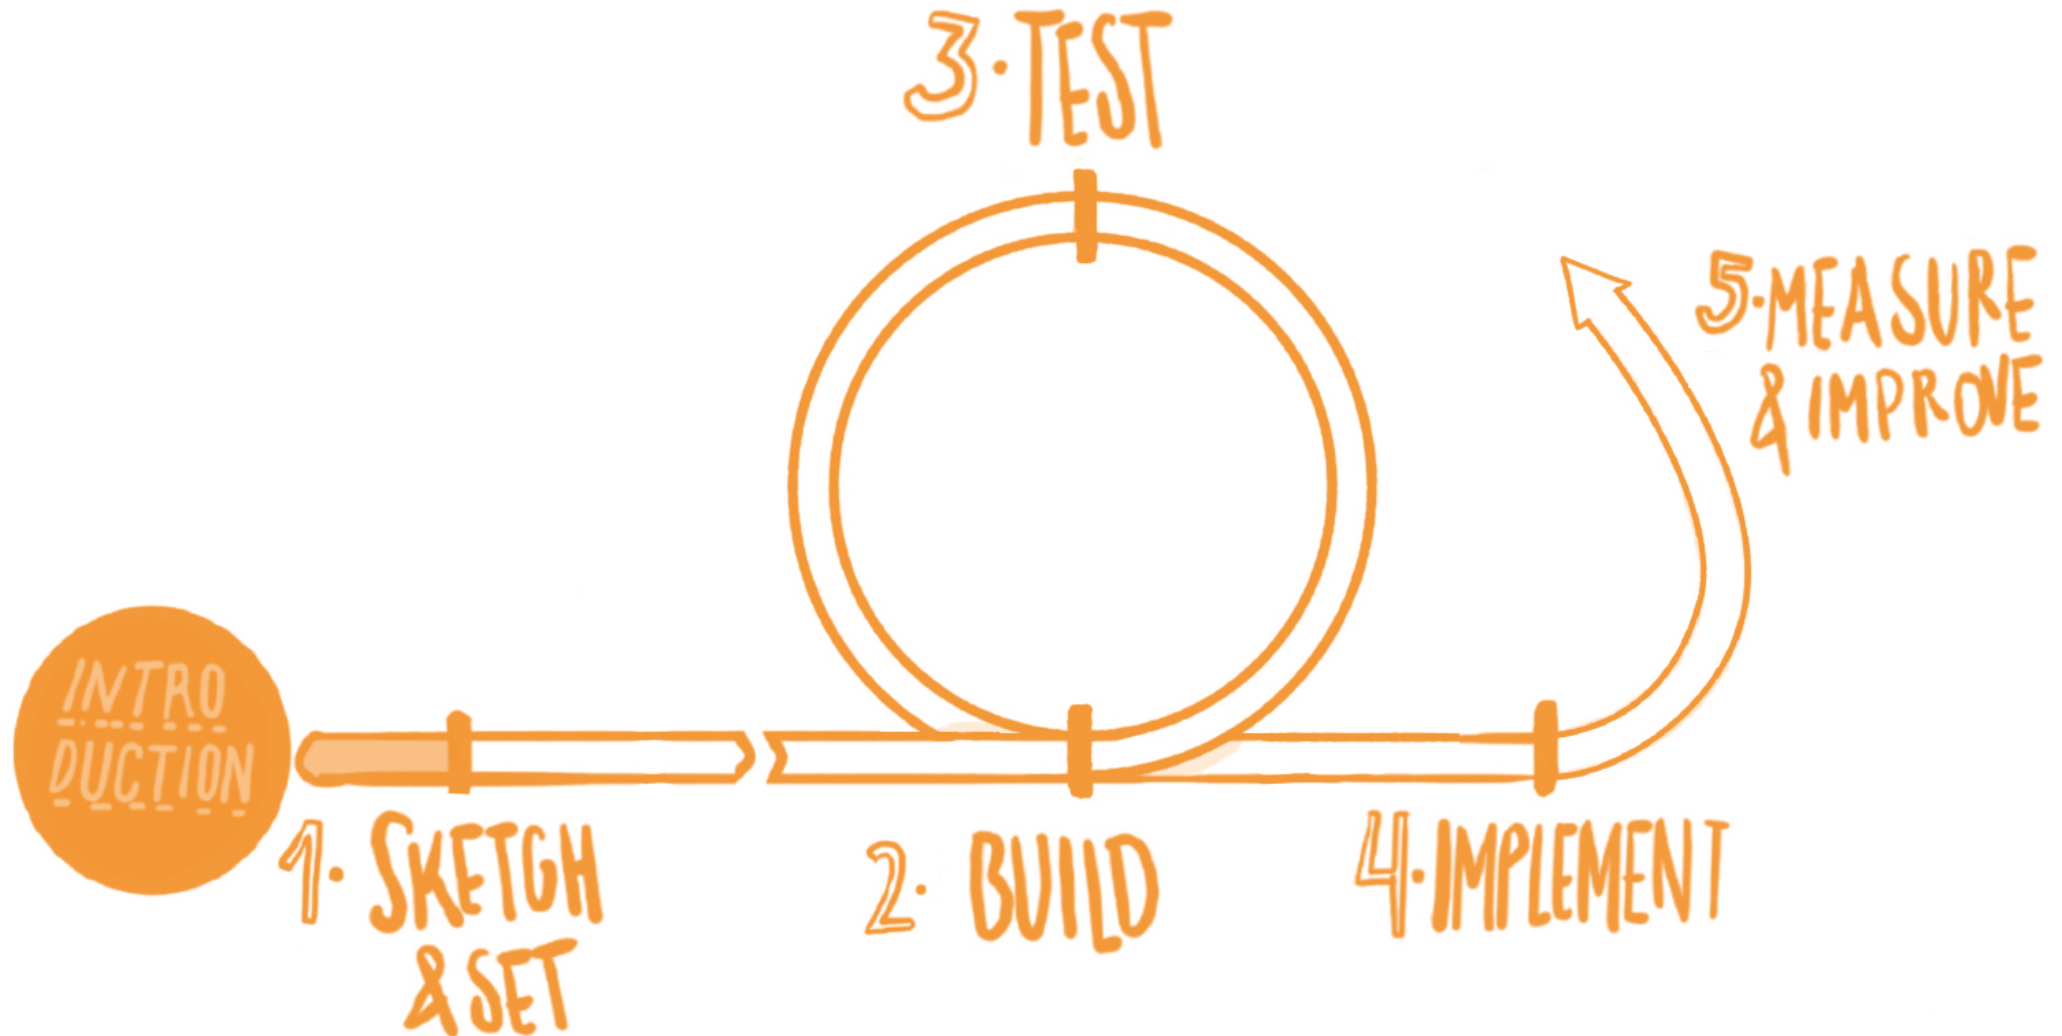 3. TEST
5. MEASURE
& IMPROVE
INTRO
DUCTION
1. SKETCH
& SET
2. BUILD
4. IMPLEMENT